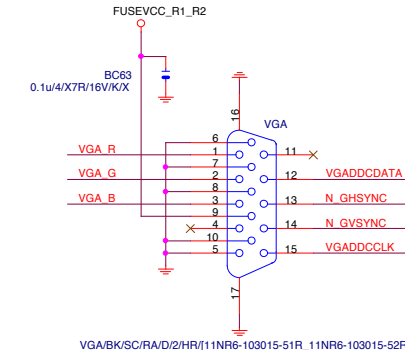 FUSEVCC_R1_R2
BC63
0.1u/4/X7R/16V/K/X
16
VGA
6
VGA_R
1
11
7
VGA_G
2
12
VGADDCDATA
8
VGA_B
3
13
N_GHSYNC
9
4
14
N_GVSYNC
10
5
15
VGADDCCLK
17
VGA/BK/SC/RA/D/2/HR/[11NR6-103015-51R_11NR6-103015-52R